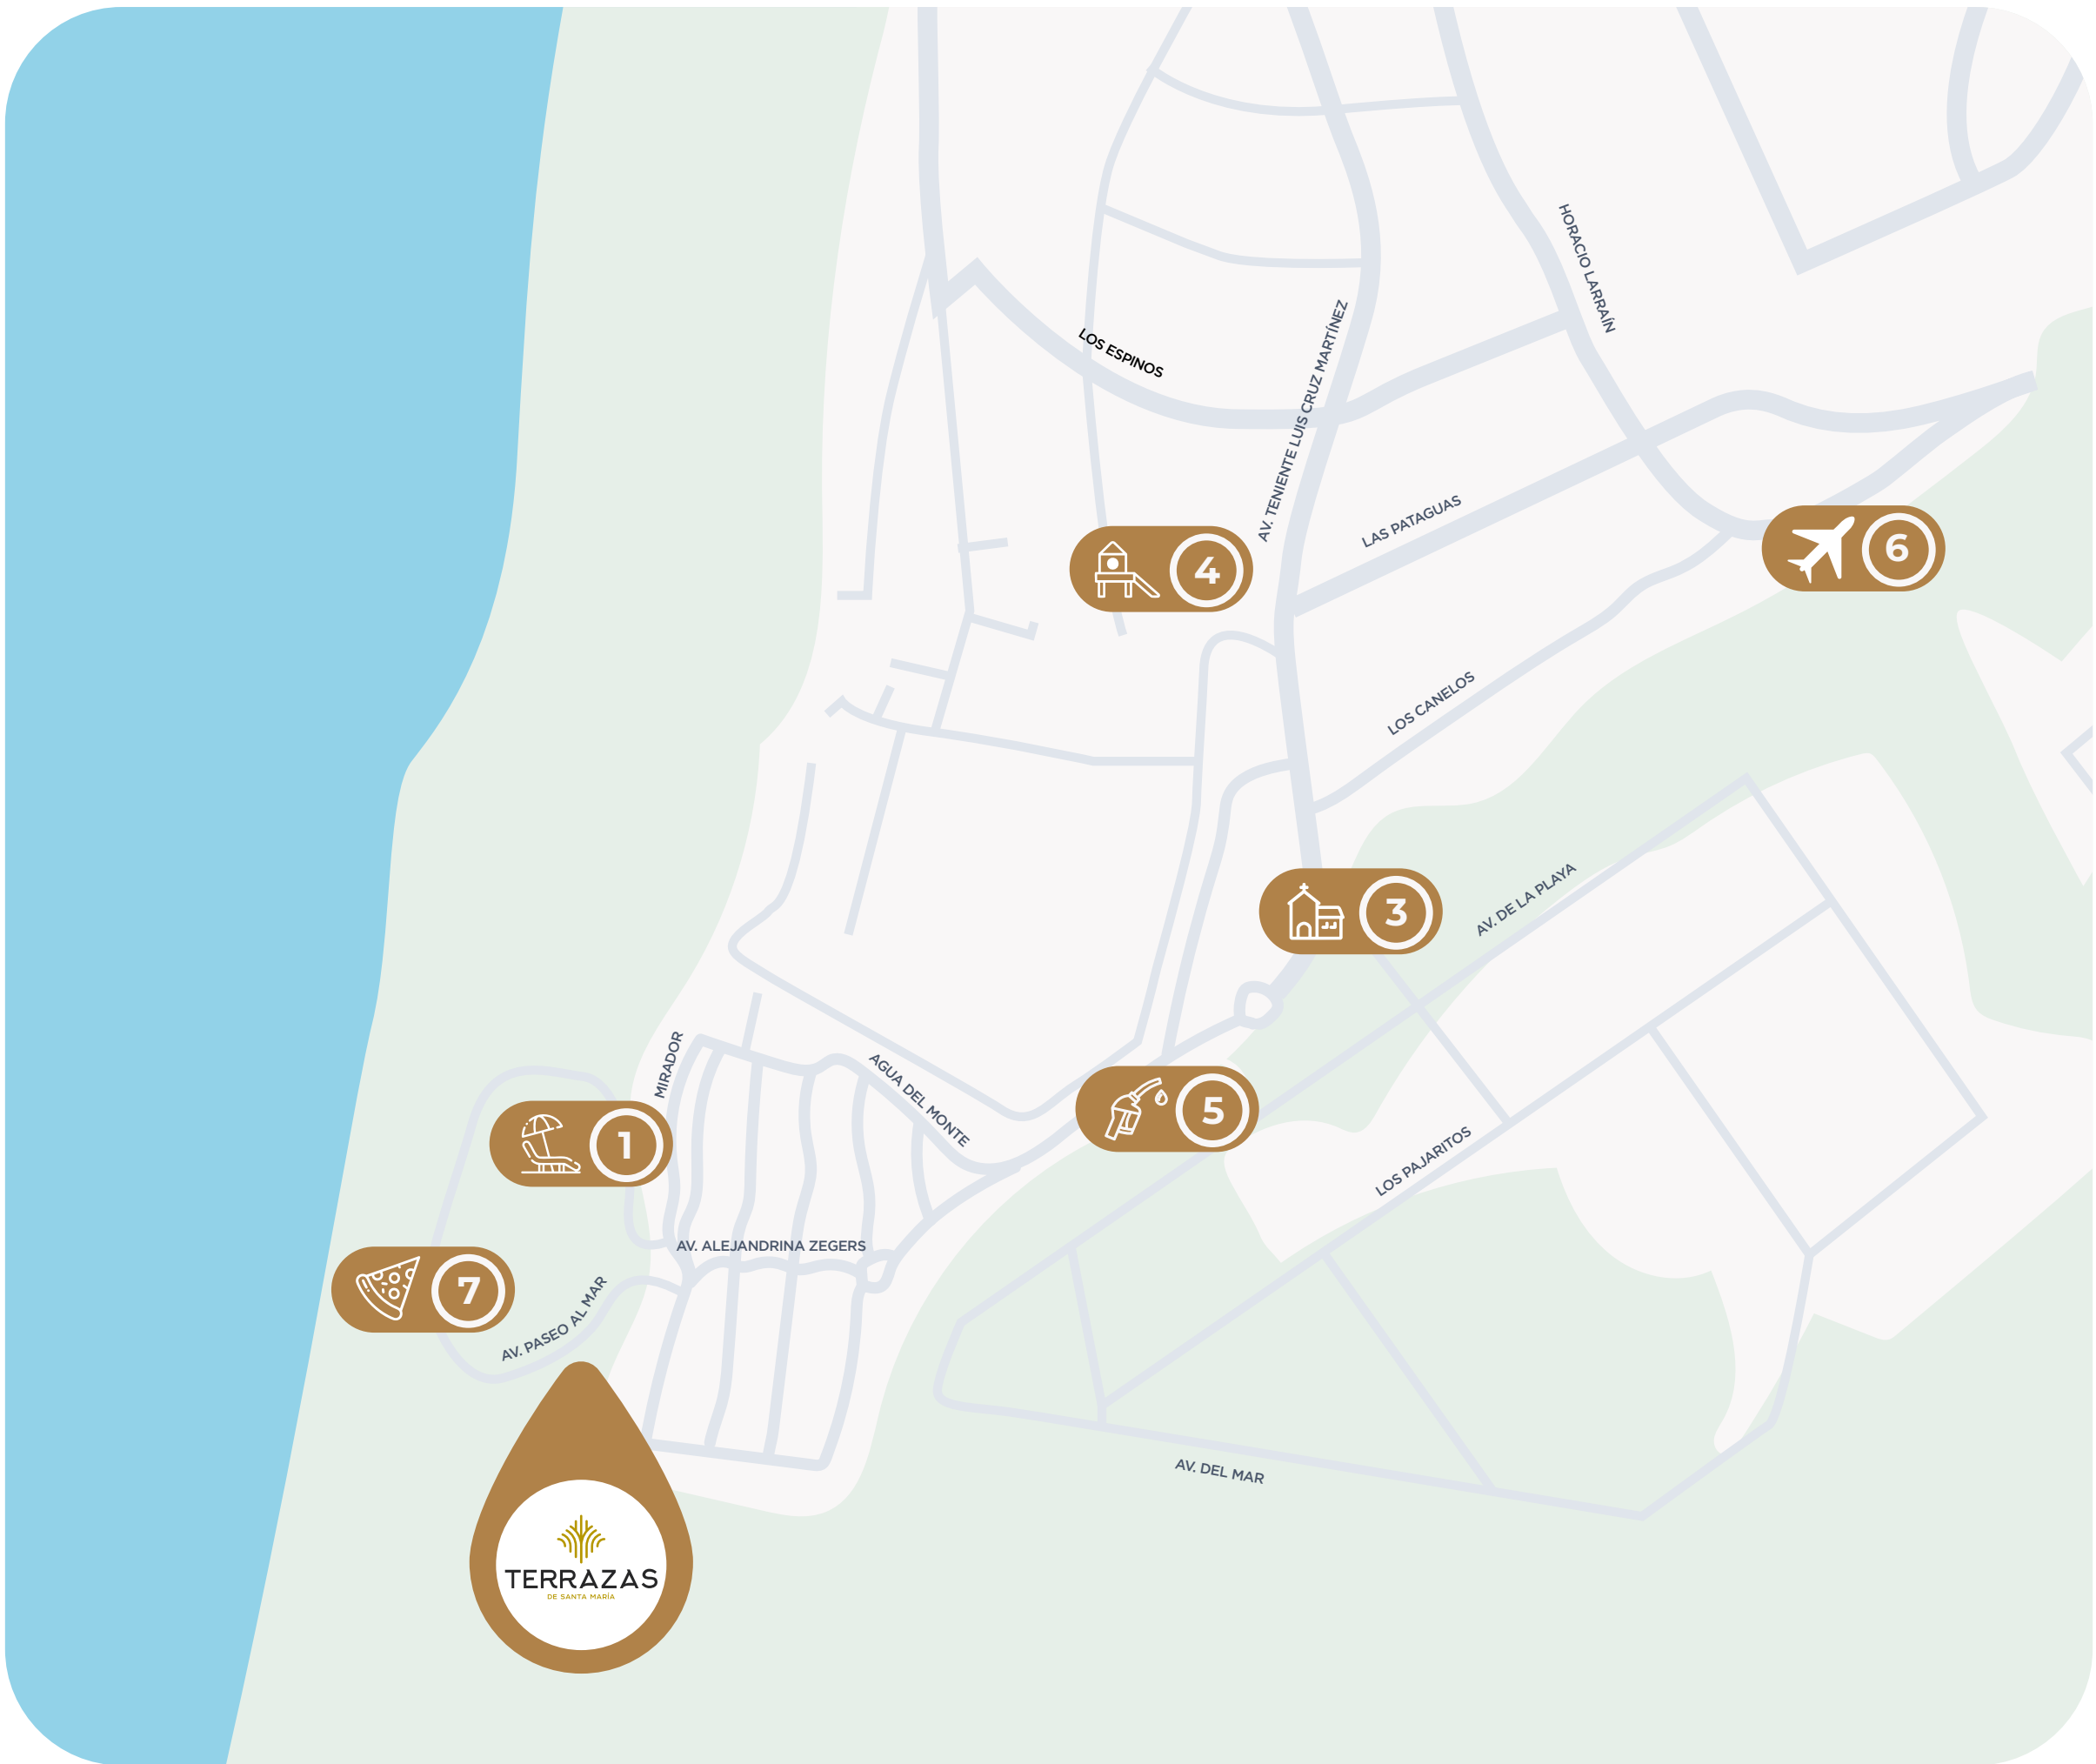 HORACIO LARRAÍN
LOS ESPINOS
AV. TENIENTE LUIS CRUZ MARTÍNEZ
LAS PATAGUAS
6
4
LOS CANELOS
3
AV. DE LA PLAYA
MIRADOR
AGUA DEL MONTE
5
1
LOS PAJARITOS
AV. ALEJANDRINA ZEGERS
7
AV. PASEO AL MAR
AV. DEL MAR
TERRAZAS
DE SANTA MARÍA